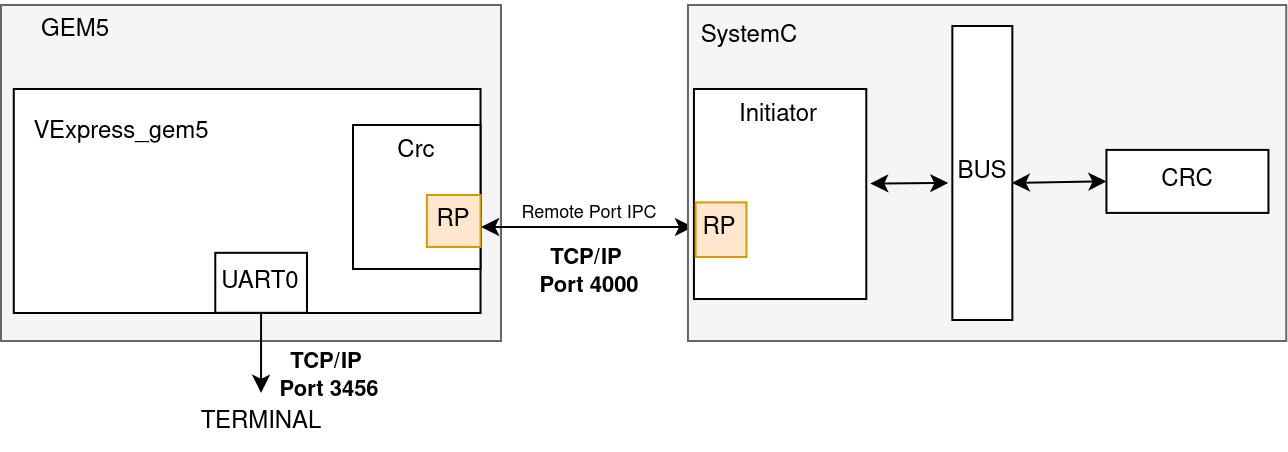 GEM5
VExpress_gem5
Crc
RP
UART0
TCP/IP
Port 3456
TERMINAL
Remote Port IPC
TCP/IP
Port 4000
SystemC
Initiator
RP
BUS
CRC